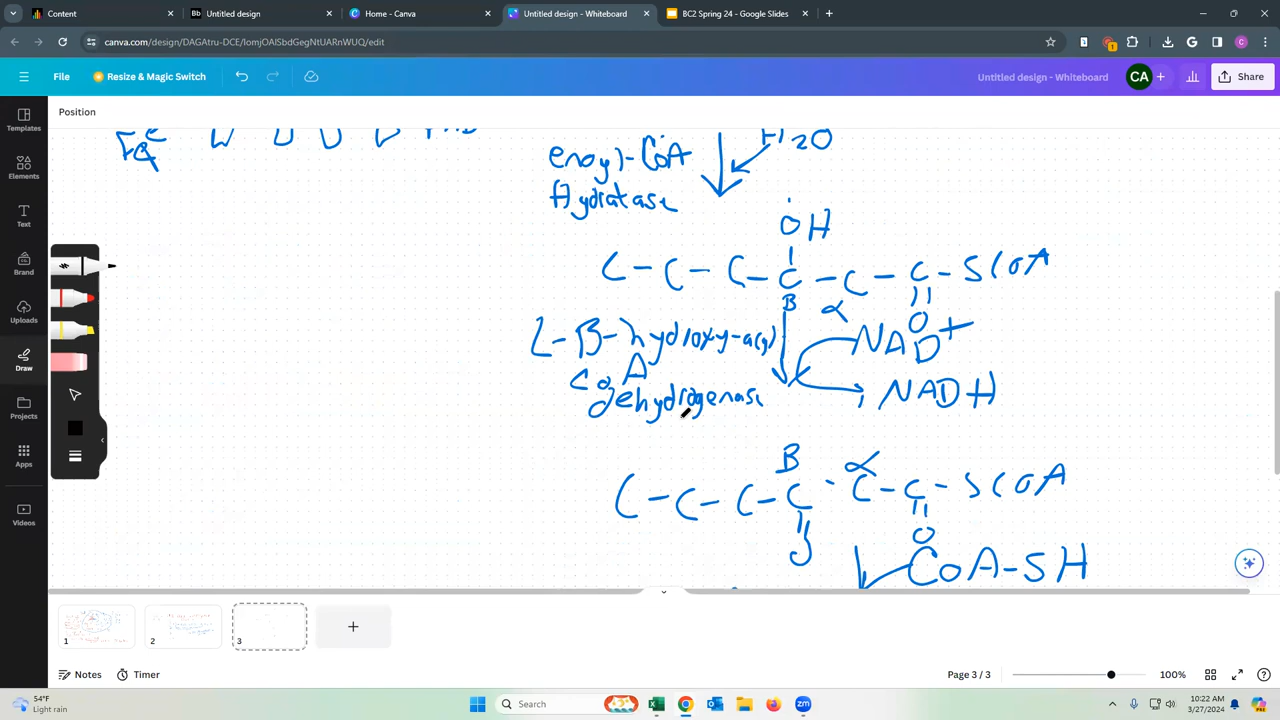 Content
Untitled design
Home - Canva
Untitled design - Whiteboard
BC2 Spring 24 - Google Slides
canva.com/design/DAGAtru-DCE/IomjOAlSbdGegNtUARnWUQ/edit
File
Resize & Magic Switch
Untitled design - Whiteboard
CA
Share
Position
Templates
Elements
Text
Brand
Uploads
Draw
Projects
Apps
Videos
H2O
enoyl-CoA
Hydratase
OH
C - C - C - C - C - C - SCoA
B
α
O
L-B-hydroxy-acyl
CoA
dehydrogenase
NAD+
NADH
B
α
C - C - C - C - C - C - SCoA
O
CoA-SH
1
2
3
Notes
Timer
Page 3 / 3
100%
54°F
Light rain
Search
10:22 AM
3/27/2024